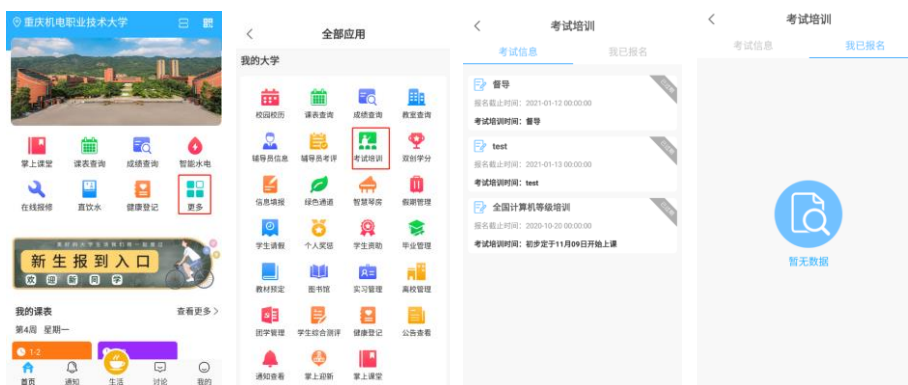 重庆机电职业技术大学
掌上课堂 课表查询 成绩查询 智能水电
在线报修 直饮水 健康登记 更多
新生报到入口
欢迎新同学
我的课表 查看更多>
第4周 星期一
1-2
首页 通知 生活 讨论 我的
全部应用
我的大学
校园校历 课表查询 成绩查询 教室查询
辅导员信息 辅导员考评 考试培训 双创学分
信息填报 绿色通道 智慧琴房 假期管理
学生请假 个人奖惩 学生资助 毕业管理
教材预定 图书馆 实习管理 离校管理
团学管理 学生综合测评 健康登记 公告查看
通知查看 掌上迎新 掌上课堂
考试培训
考试信息 我已报名
督导
报名截止时间：2021-01-12 00:00:00
考试培训时间：督导
test
报名截止时间：2021-01-13 00:00:00
考试培训时间：test
全国计算机等级培训
报名截止时间：2020-10-20 00:00:00
考试培训时间：初步定于11月09日开始上课
考试培训
考试信息 我已报名
暂无数据